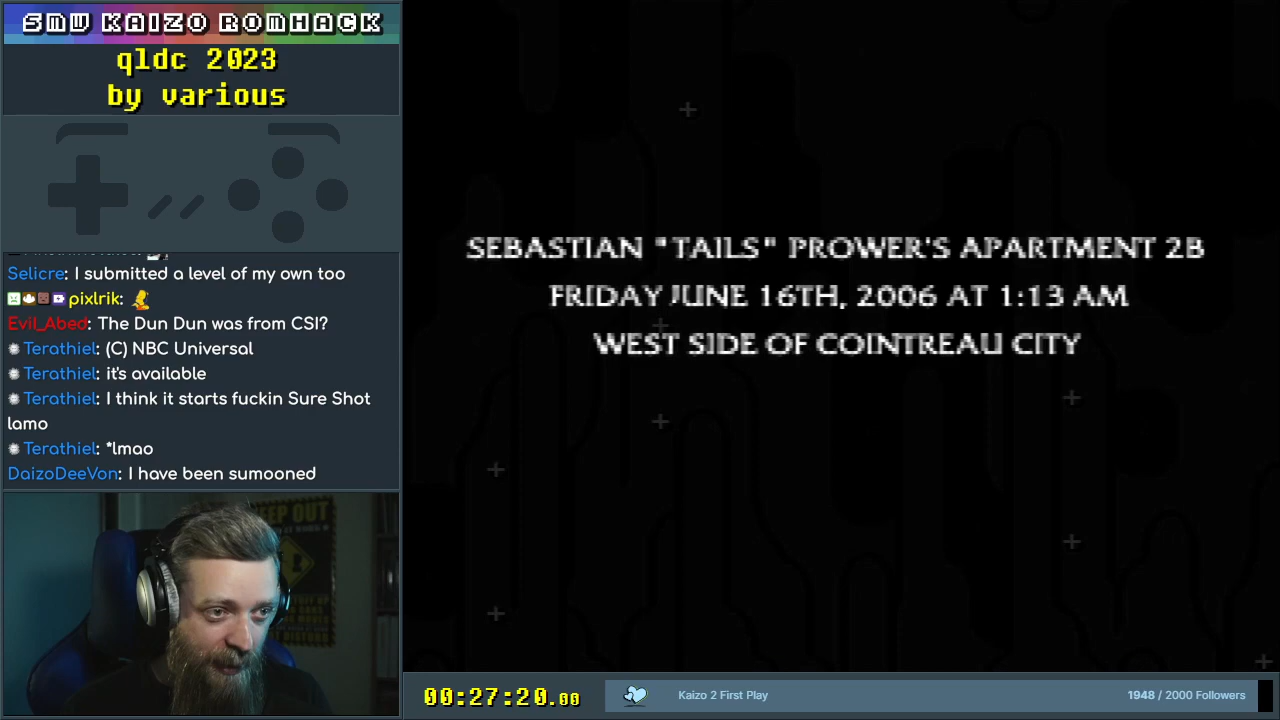 SMW KAIZO ROMHACK
qldc 2023
by various
Selicre: I submitted a level of my own too
pixlrik:
Evil_Abed: The Dun Dun was from CSI?
Terathiel: (C) NBC Universal
Terathiel: it's available
Terathiel: I think it starts fuckin Sure Shot
lamo
Terathiel: *lmao
DaizoDeeVon: I have been sumooned
KEEP OUT
SEBASTIAN "TAILS" PROWER'S APARTMENT 2B
FRIDAY JUNE 16TH, 2006 AT 1:13 AM
WEST SIDE OF COINTREAU CITY
00:27:20.00
Kaizo 2 First Play
1948 / 2000 Followers